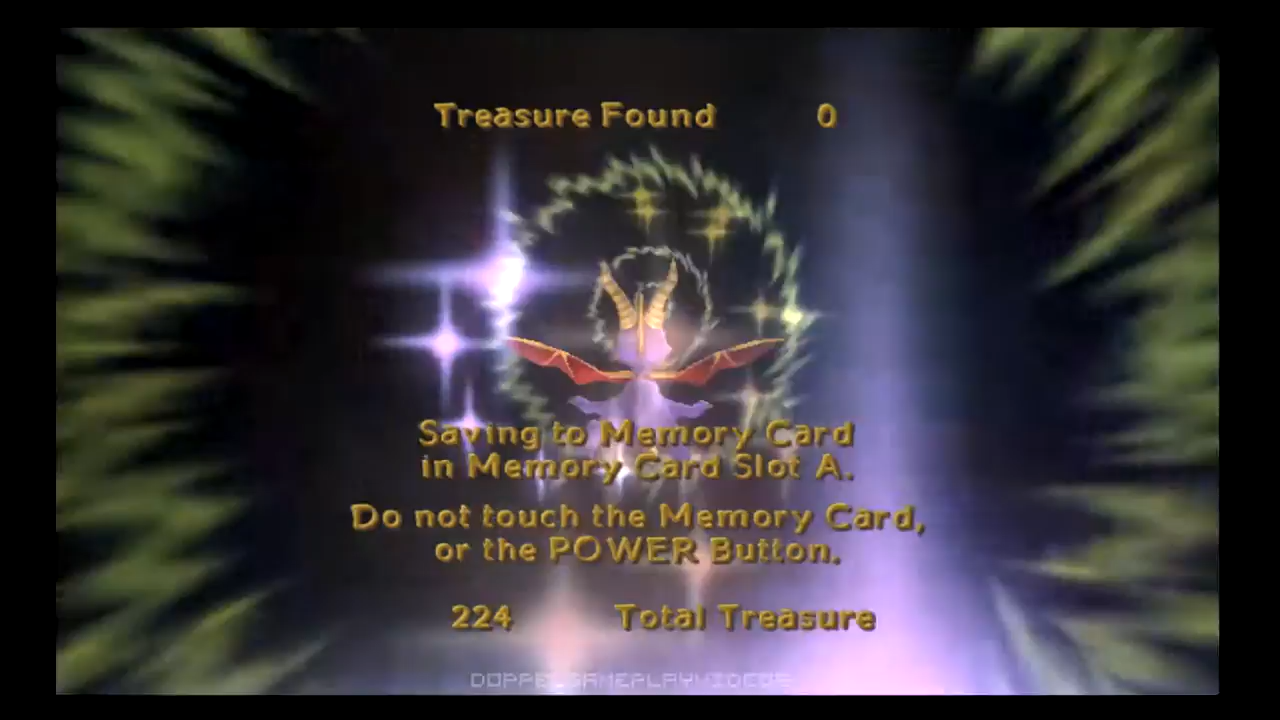 Treasure Found 0
Saving to Memory Card
in Memory Card Slot A.
Do not touch the Memory Card,
or the POWER Button.
224 Total Treasure
DOPPELGAMEPLAYVIDEOS